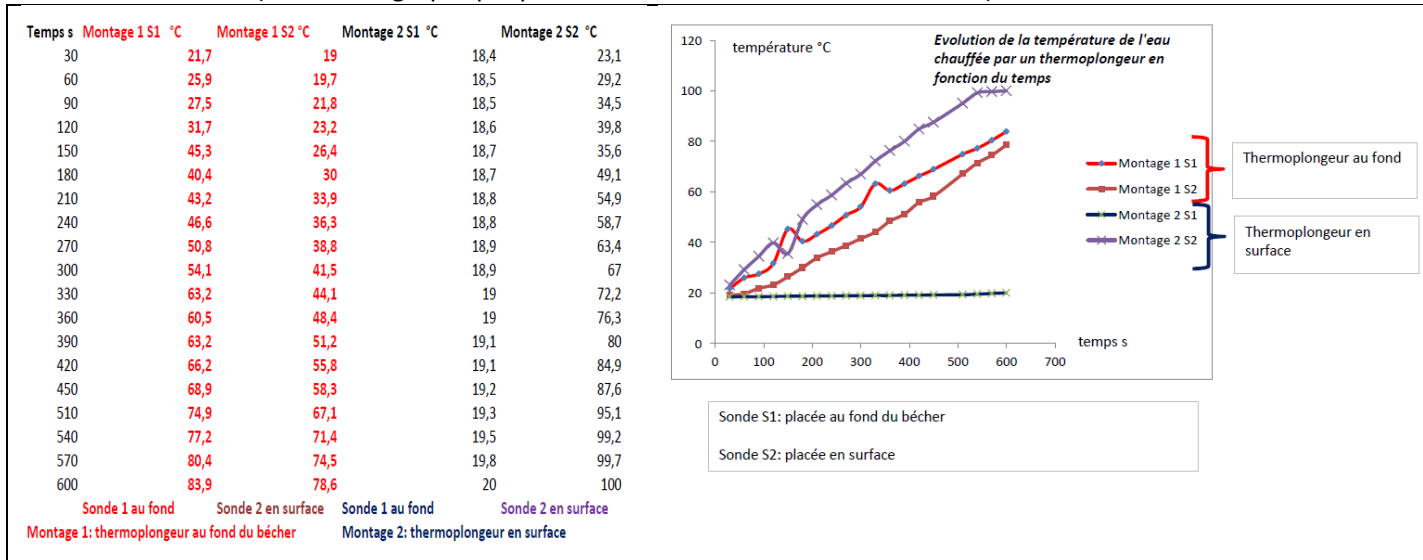 Temps s Montage 1 S1 °C Montage 1 S2 °C Montage 2 S1 °C Montage 2 S2 °C
30 21,7 19 18,4 23,1
60 25,9 19,7 18,5 29,2
90 27,5 21,8 18,5 34,5
120 31,7 23,2 18,6 39,8
150 45,3 26,4 18,7 35,6
180 40,4 30 18,7 49,1
210 43,2 33,9 18,8 54,9
240 46,6 36,3 18,8 58,7
270 50,8 38,8 18,9 63,4
300 54,1 41,5 18,9 67
330 63,2 44,1 19 72,2
360 60,5 48,4 19 76,3
390 63,2 51,2 19,1 80
420 66,2 55,8 19,1 84,9
450 68,9 58,3 19,2 87,6
510 74,9 67,1 19,3 95,1
540 77,2 71,4 19,5 99,2
570 80,4 74,5 19,8 99,7
600 83,9 78,6 20 100
Sonde 1 au fond Sonde 2 en surface Sonde 1 au fond Sonde 2 en surface
Montage 1: thermoplongeur au fond du bécher Montage 2: thermoplongeur en surface
température °C
Evolution de la température de l'eau
chauffée par un thermoplongeur en
fonction du temps
120
100
80
60
40
20
0
0 100 200 300 400 500 600 700
temps s
Montage 1 S1
Montage 1 S2
Montage 2 S1
Montage 2 S2
Thermoplongeur au fond
Thermoplongeur en
surface
Sonde S1: placée au fond du bécher
Sonde S2: placée en surface